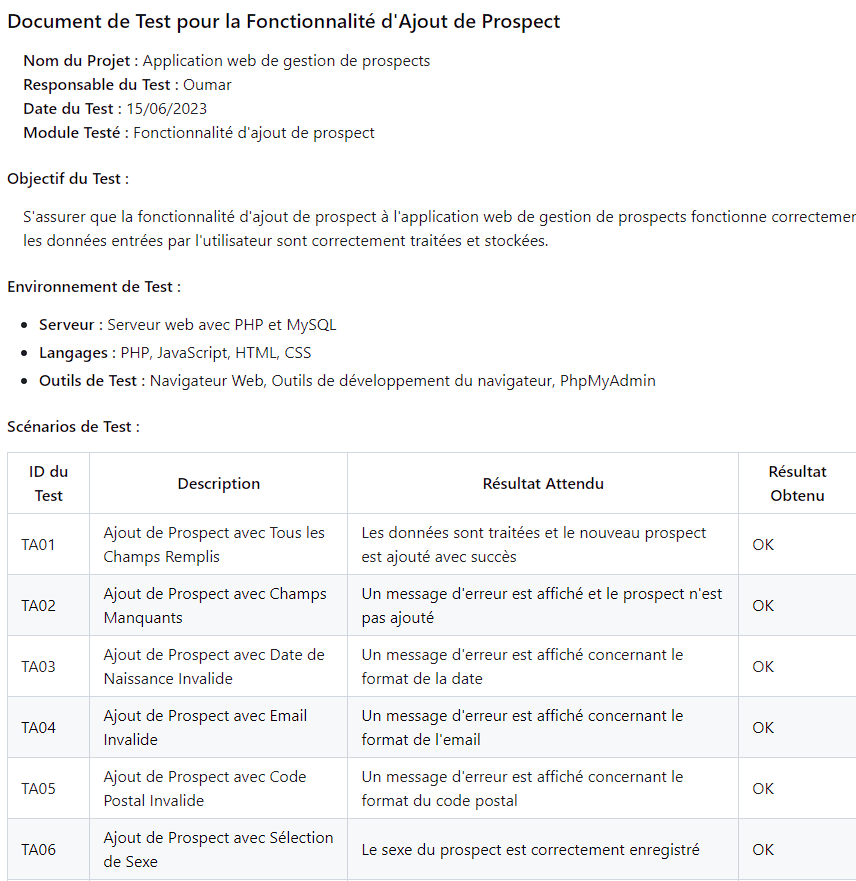 Document de Test pour la Fonctionnalité d'Ajout de Prospect
Nom du Projet : Application web de gestion de prospects
Responsable du Test : Oumar
Date du Test : 15/06/2023
Module Testé : Fonctionnalité d'ajout de prospect
Objectif du Test :
S'assurer que la fonctionnalité d'ajout de prospect à l'application web de gestion de prospects fonctionne
les données entrées par l'utilisateur sont correctement traitées et stockées.
Environnement de Test :
• Serveur : Serveur web avec PHP et MySQL
• Langages : PHP, JavaScript, HTML, CSS
• Outils de Test : Navigateur Web, Outils de développement du navigateur, PhpMyAdmin
Scénarios de Test :
ID du
Test
Description
Résultat Attendu
Résultat
Obtenu
TA01
Ajout de Prospect avec Tous les
Champs Remplis
Les données sont traitées et le nouveau prospect
est ajouté avec succès
OK
TA02
Ajout de Prospect avec Champs
Manquants
Un message d'erreur est affiché et le prospect n'est
pas ajouté
OK
TA03
Ajout de Prospect avec Date de
Naissance Invalide
Un message d'erreur est affiché concernant le
format de la date
OK
TA04
Ajout de Prospect avec Email
Invalide
Un message d'erreur est affiché concernant le
format de l'email
OK
TA05
Ajout de Prospect avec Code
Postal Invalide
Un message d'erreur est affiché concernant le
format du code postal
OK
TA06
Ajout de Prospect avec Sélection
de Sexe
Le sexe du prospect est correctement enregistré
OK